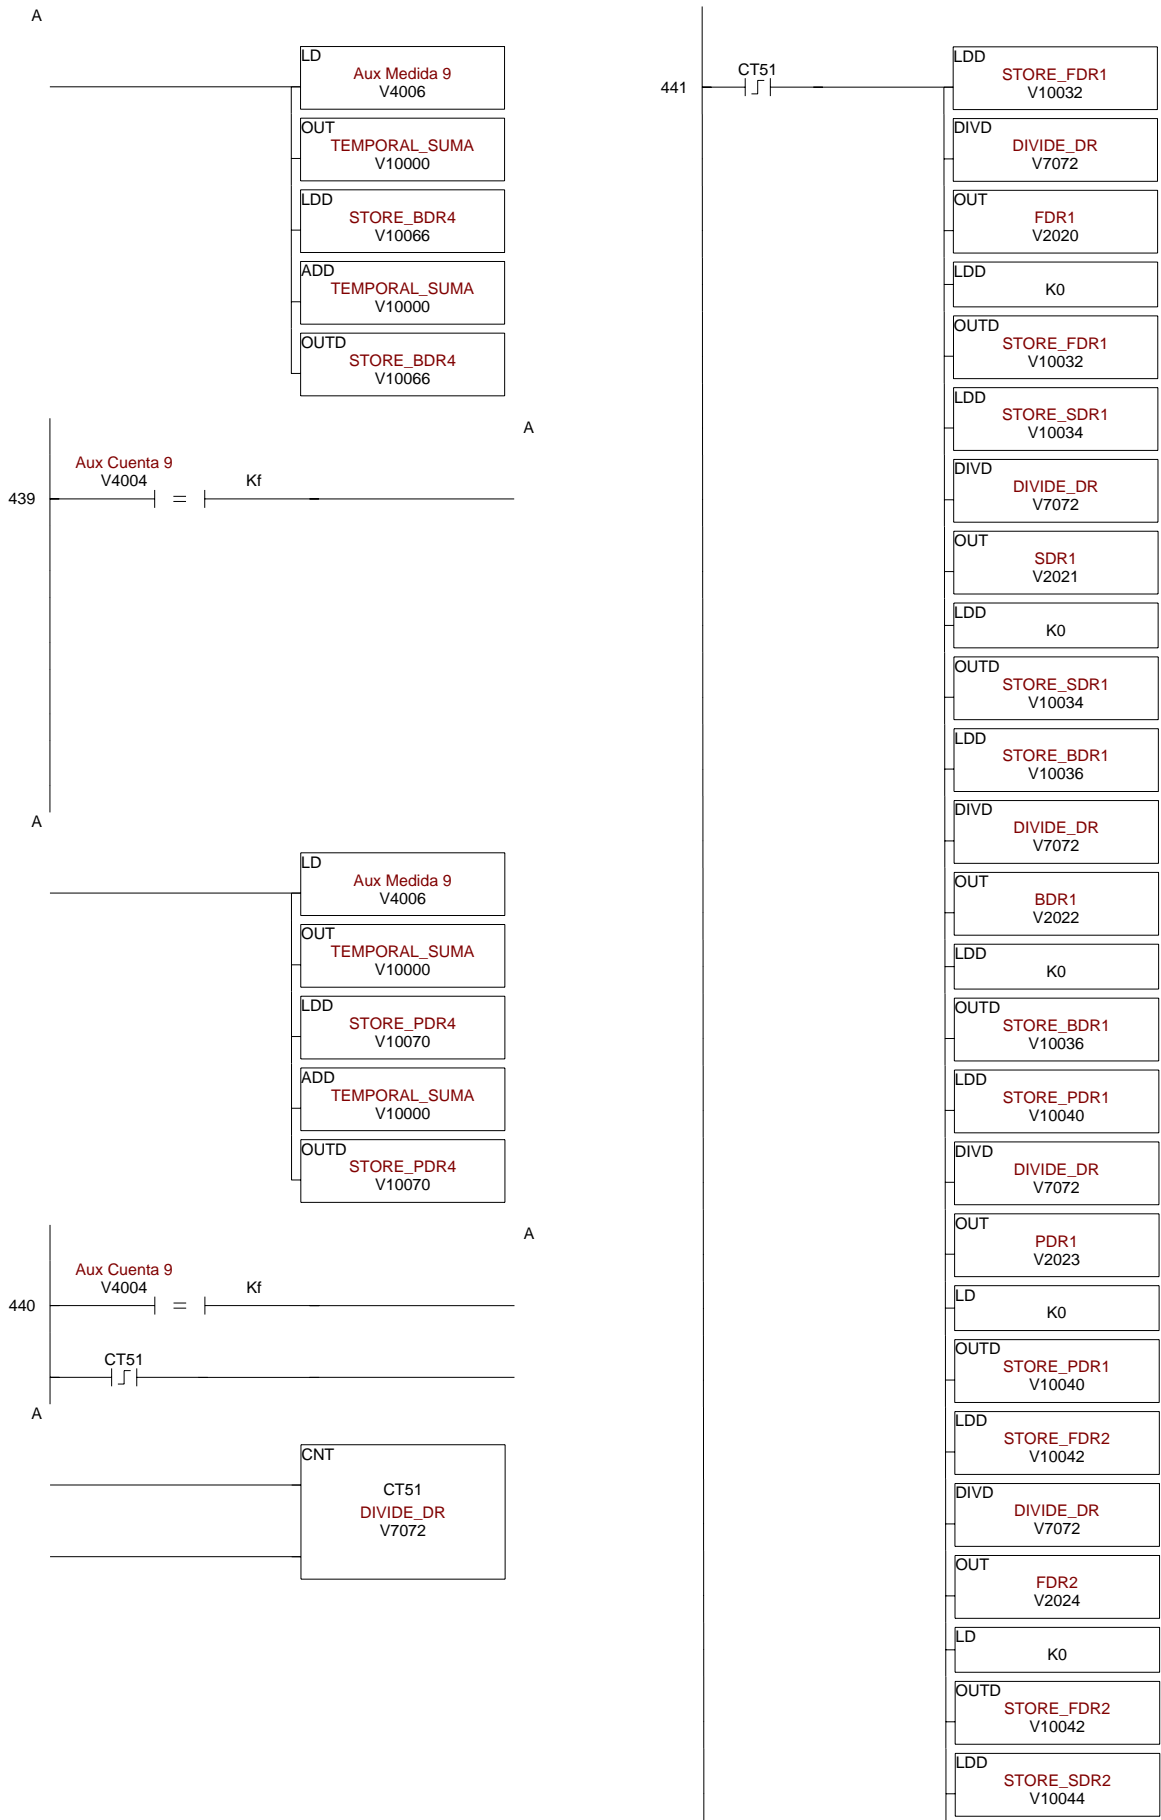 A
LD
Aux Medida 9
V4006
OUT
TEMPORAL_SUMA
V10000
LDD
STORE_BDR4
V10066
ADD
TEMPORAL_SUMA
V10000
OUTD
STORE_BDR4
V10066
A
439
Aux Cuenta 9
V4004
=
Kf
A
LD
Aux Medida 9
V4006
OUT
TEMPORAL_SUMA
V10000
LDD
STORE_PDR4
V10070
ADD
TEMPORAL_SUMA
V10000
OUTD
STORE_PDR4
V10070
A
440
Aux Cuenta 9
V4004
=
Kf
CT51
A
CNT
CT51
DIVIDE_DR
V7072
441
CT51
LDD
STORE_FDR1
V10032
DIVD
DIVIDE_DR
V7072
OUT
FDR1
V2020
LDD
K0
OUTD
STORE_FDR1
V10032
LDD
STORE_SDR1
V10034
DIVD
DIVIDE_DR
V7072
OUT
SDR1
V2021
LDD
K0
OUTD
STORE_SDR1
V10034
LDD
STORE_BDR1
V10036
DIVD
DIVIDE_DR
V7072
OUT
BDR1
V2022
LDD
K0
OUTD
STORE_BDR1
V10036
LDD
STORE_PDR1
V10040
DIVD
DIVIDE_DR
V7072
OUT
PDR1
V2023
LD
K0
OUTD
STORE_PDR1
V10040
LDD
STORE_FDR2
V10042
DIVD
DIVIDE_DR
V7072
OUT
FDR2
V2024
LD
K0
OUTD
STORE_FDR2
V10042
LDD
STORE_SDR2
V10044